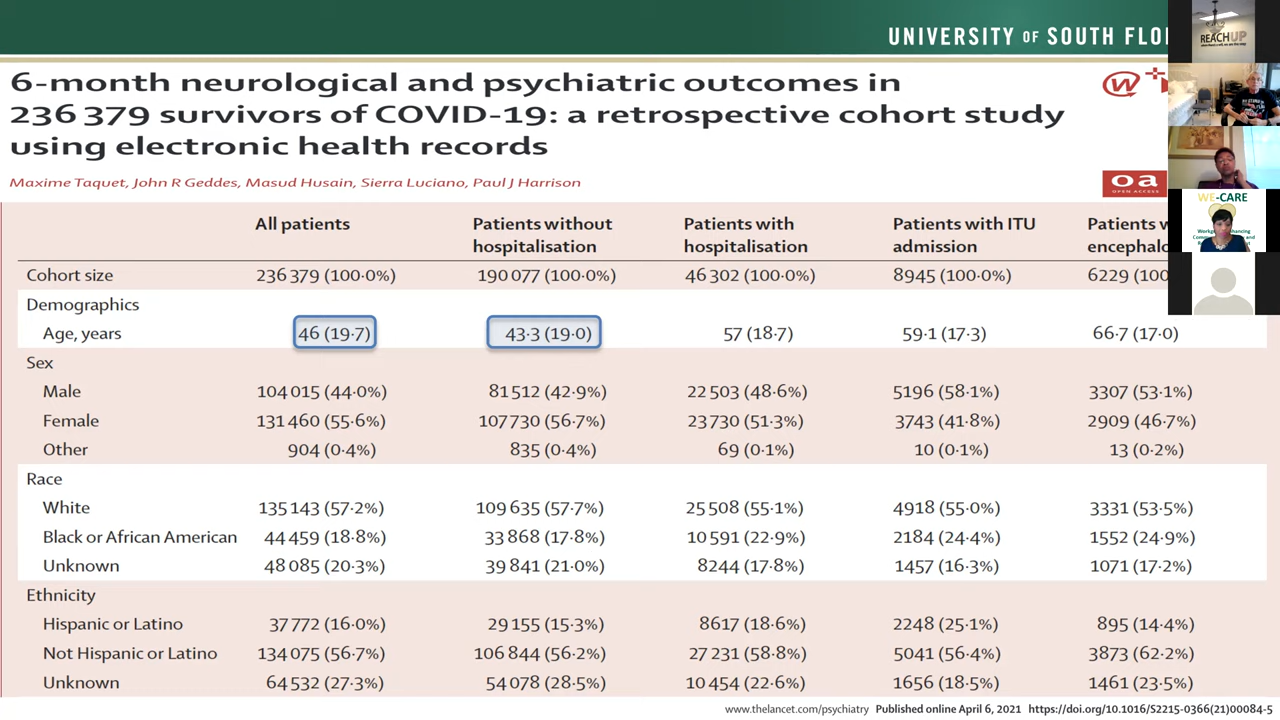 UNIVERSITY OF SOUTH FLO
REACHUP
6-month neurological and psychiatric outcomes in
236 379 survivors of COVID-19: a retrospective cohort study
using electronic health records
W
Maxime Taquet, John R Geddes, Masud Husain, Sierra Luciano, Paul J Harrison
oa
OPEN ACCESS
WE-CARE
All patients Patients without hospitalisation Patients with hospitalisation Patients with ITU admission Patients w encephalo
Cohort size 236 379 (100·0%) 190 077 (100·0%) 46 302 (100·0%) 8945 (100·0%) 6229 (100
Demographics
Age, years 46 (19·7) 43·3 (19·0) 57 (18·7) 59·1 (17·3) 66·7 (17·0)
Sex
Male 104 015 (44·0%) 81 512 (42·9%) 22 503 (48·6%) 5196 (58·1%) 3307 (53·1%)
Female 131 460 (55·6%) 107 730 (56·7%) 23 730 (51·3%) 3743 (41·8%) 2909 (46·7%)
Other 904 (0·4%) 835 (0·4%) 69 (0·1%) 10 (0·1%) 13 (0·2%)
Race
White 135 143 (57·2%) 109 635 (57·7%) 25 508 (55·1%) 4918 (55·0%) 3331 (53·5%)
Black or African American 44 459 (18·8%) 33 868 (17·8%) 10 591 (22·9%) 2184 (24·4%) 1552 (24·9%)
Unknown 48 085 (20·3%) 39 841 (21·0%) 8244 (17·8%) 1457 (16·3%) 1071 (17·2%)
Ethnicity
Hispanic or Latino 37 772 (16·0%) 29 155 (15·3%) 8617 (18·6%) 2248 (25·1%) 895 (14·4%)
Not Hispanic or Latino 134 075 (56·7%) 106 844 (56·2%) 27 231 (58·8%) 5041 (56·4%) 3873 (62·2%)
Unknown 64 532 (27·3%) 54 078 (28·5%) 10 454 (22·6%) 1656 (18·5%) 1461 (23·5%)
www.thelancet.com/psychiatry Published online April 6, 2021 https://doi.org/10.1016/S2215-0366(21)00084-5